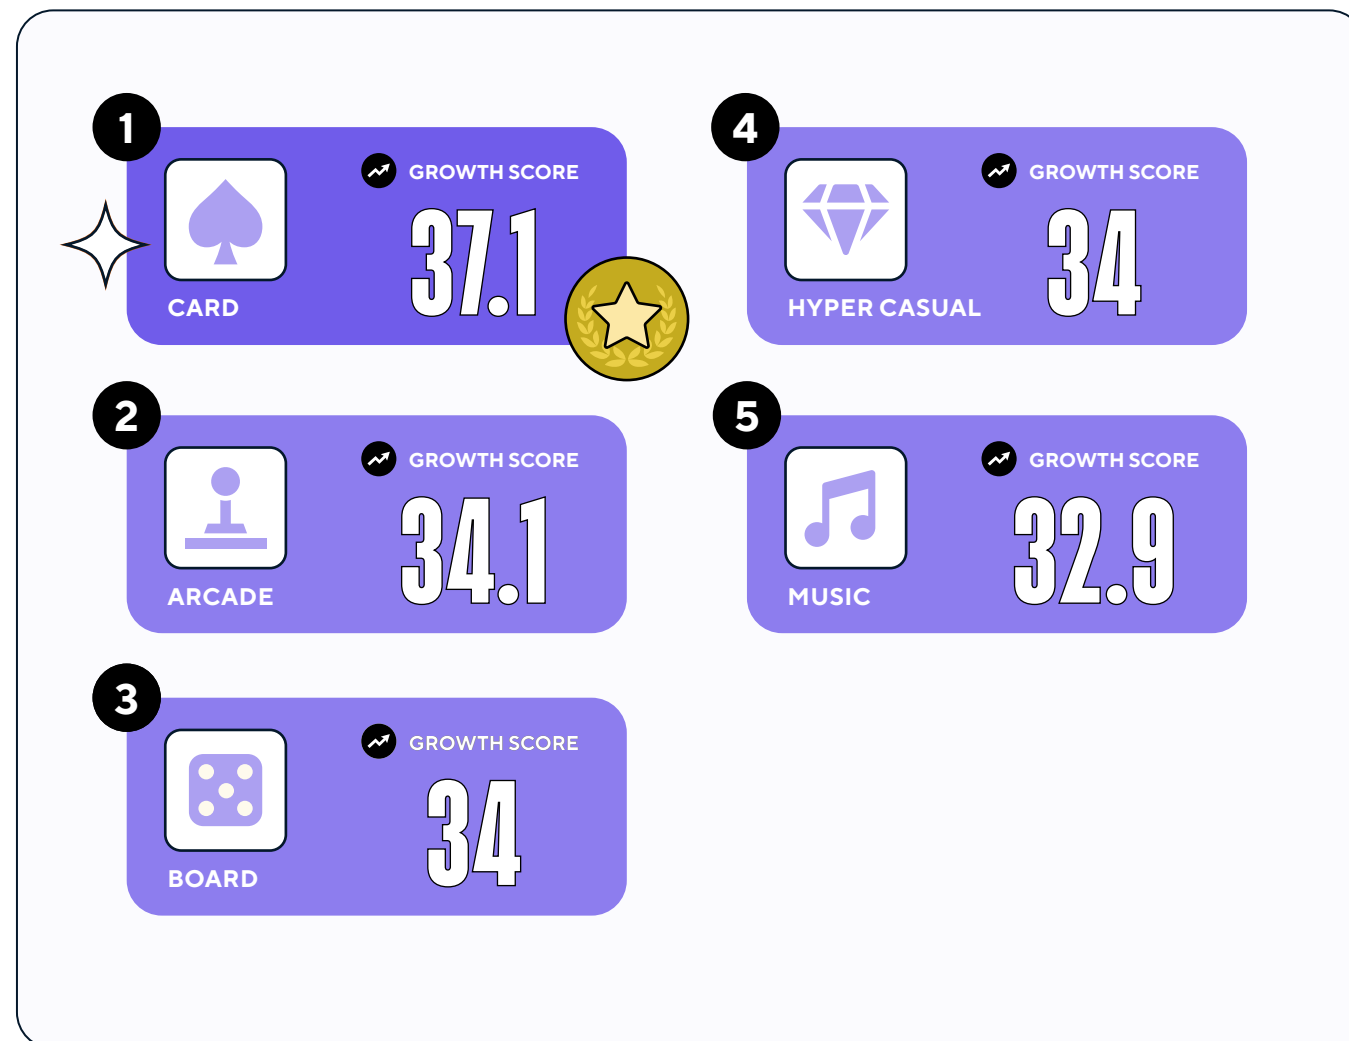 1
GROWTH SCORE
37.1
CARD
2
GROWTH SCORE
34.1
ARCADE
3
GROWTH SCORE
34
BOARD
4
GROWTH SCORE
34
HYPER CASUAL
5
GROWTH SCORE
32.9
MUSIC